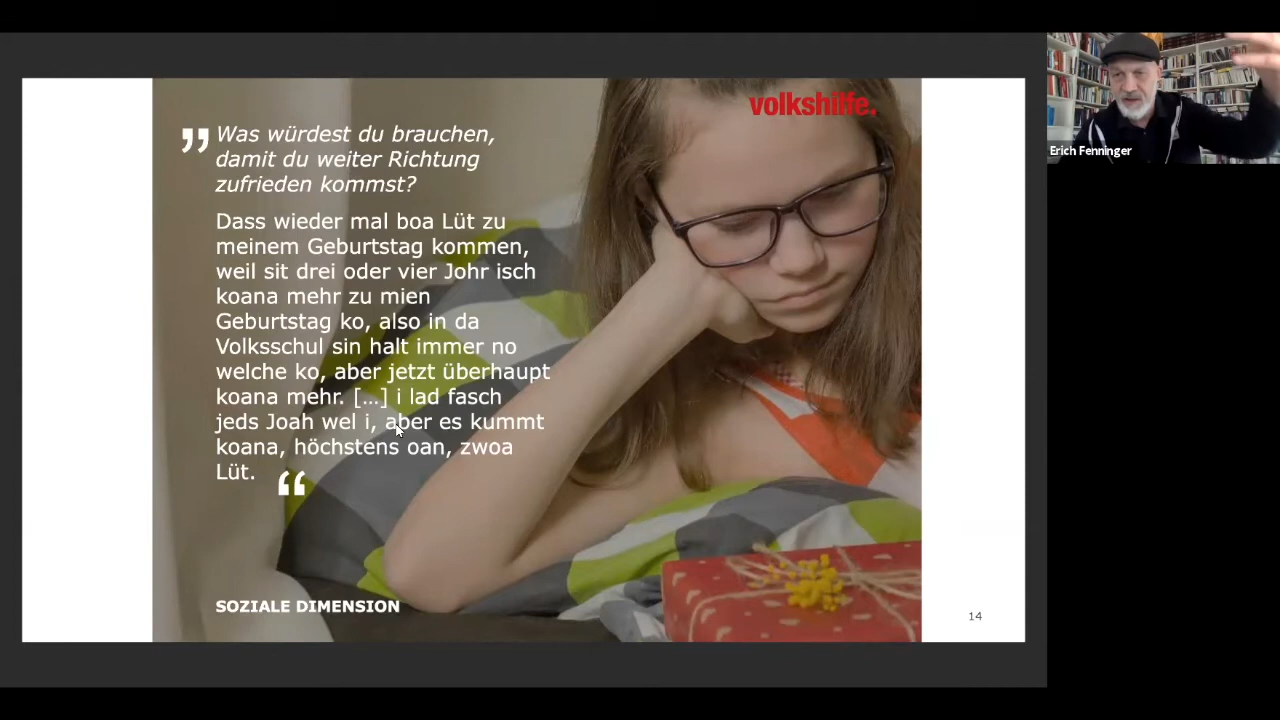 volkshilfe.
Erich Fenninger
” Was würdest du brauchen,
damit du weiter Richtung
zufrieden kommst?
Dass wieder mal boa Lüt zu
meinem Geburtstag kommen,
weil sit drei oder vier Johr isch
koana mehr zu mien
Geburtstag ko, also in da
Volksschul sin halt immer no
welche ko, aber jetzt überhaupt
koana mehr. […] i lad fasch
jeds Joah wel i, aber es kummt
koana, höchstens oan, zwoa
Lüt. “
SOZIALE DIMENSION
14